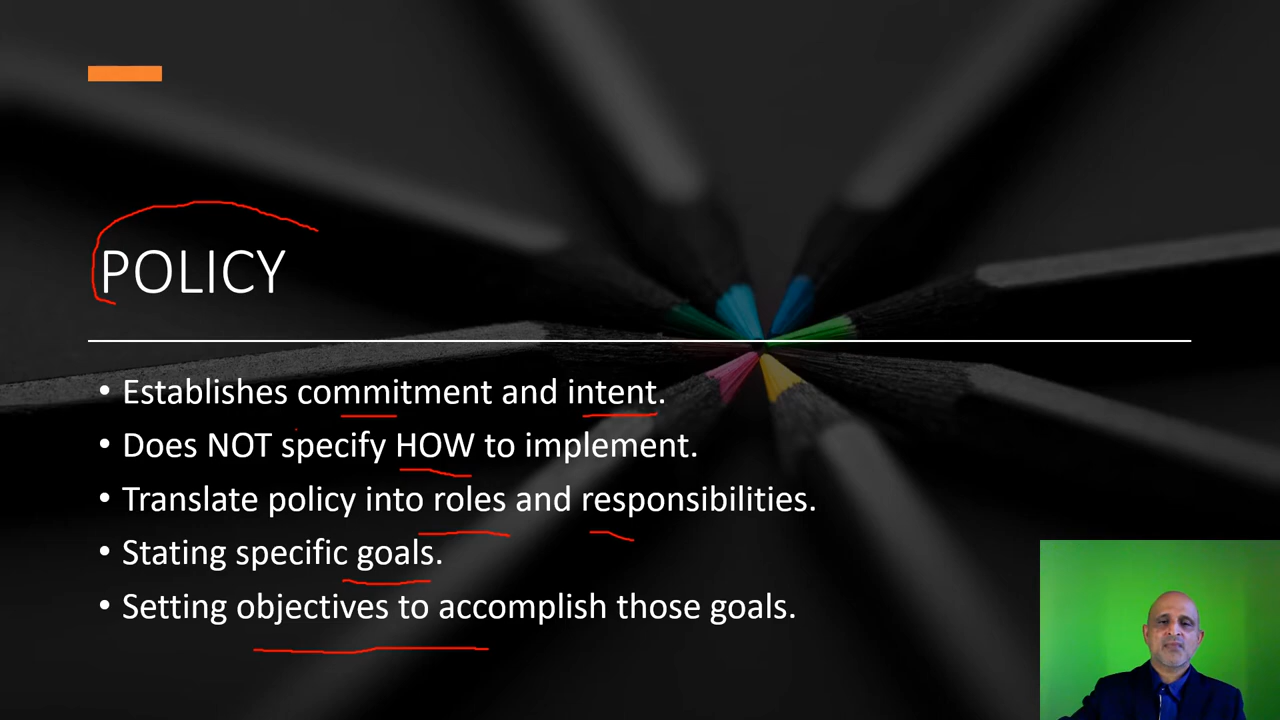 POLICY
• Establishes commitment and intent.
• Does NOT specify HOW to implement.
• Translate policy into roles and responsibilities.
• Stating specific goals.
• Setting objectives to accomplish those goals.